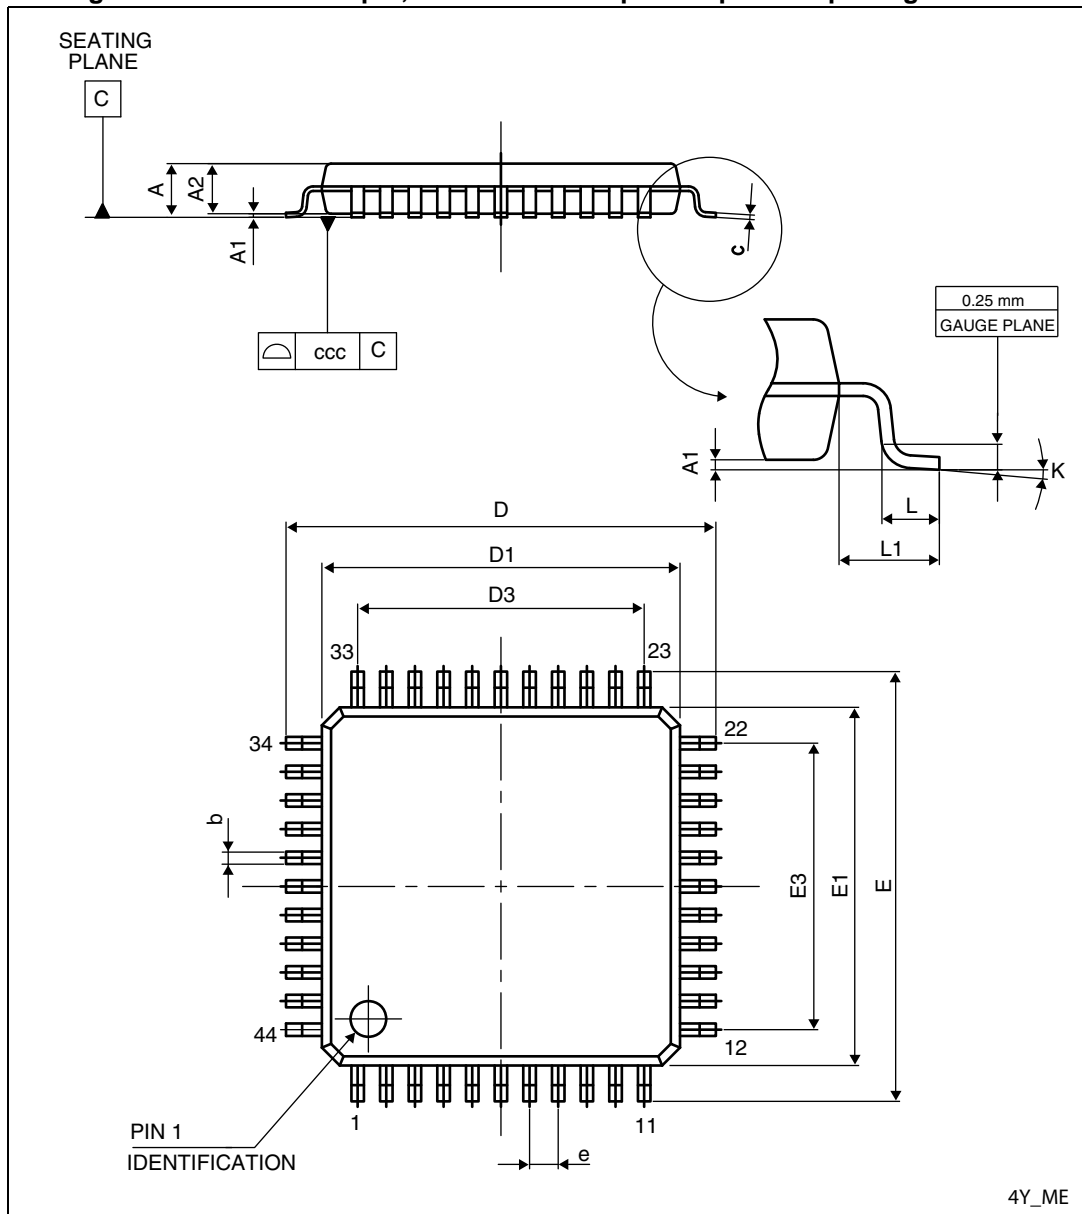 SEATING
PLANE
C
A
A2
A1
c
ccc C
0.25 mm
GAUGE PLANE
A1
K
L
L1
D
D1
D3
33
23
34
22
b
E3
E1
E
44
12
1
11
PIN 1
IDENTIFICATION
e
4Y_ME